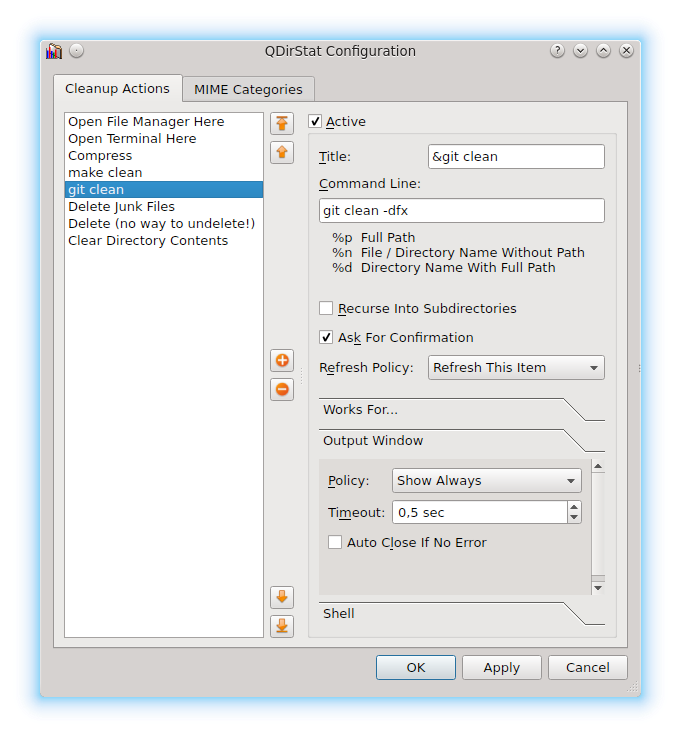 QDirStat Configuration
Cleanup Actions
MIME Categories
Open File Manager Here
Open Terminal Here
Compress
make clean
git clean
Delete Junk Files
Delete (no way to undelete!)
Clear Directory Contents
Active
Title: &git clean
Command Line:
git clean -dfx
%p Full Path
%n File / Directory Name Without Path
%d Directory Name With Full Path
Recurse Into Subdirectories
Ask For Confirmation
Refresh Policy: Refresh This Item
Works For...
Output Window
Policy: Show Always
Timeout: 0,5 sec
Auto Close If No Error
Shell
OK
Apply
Cancel